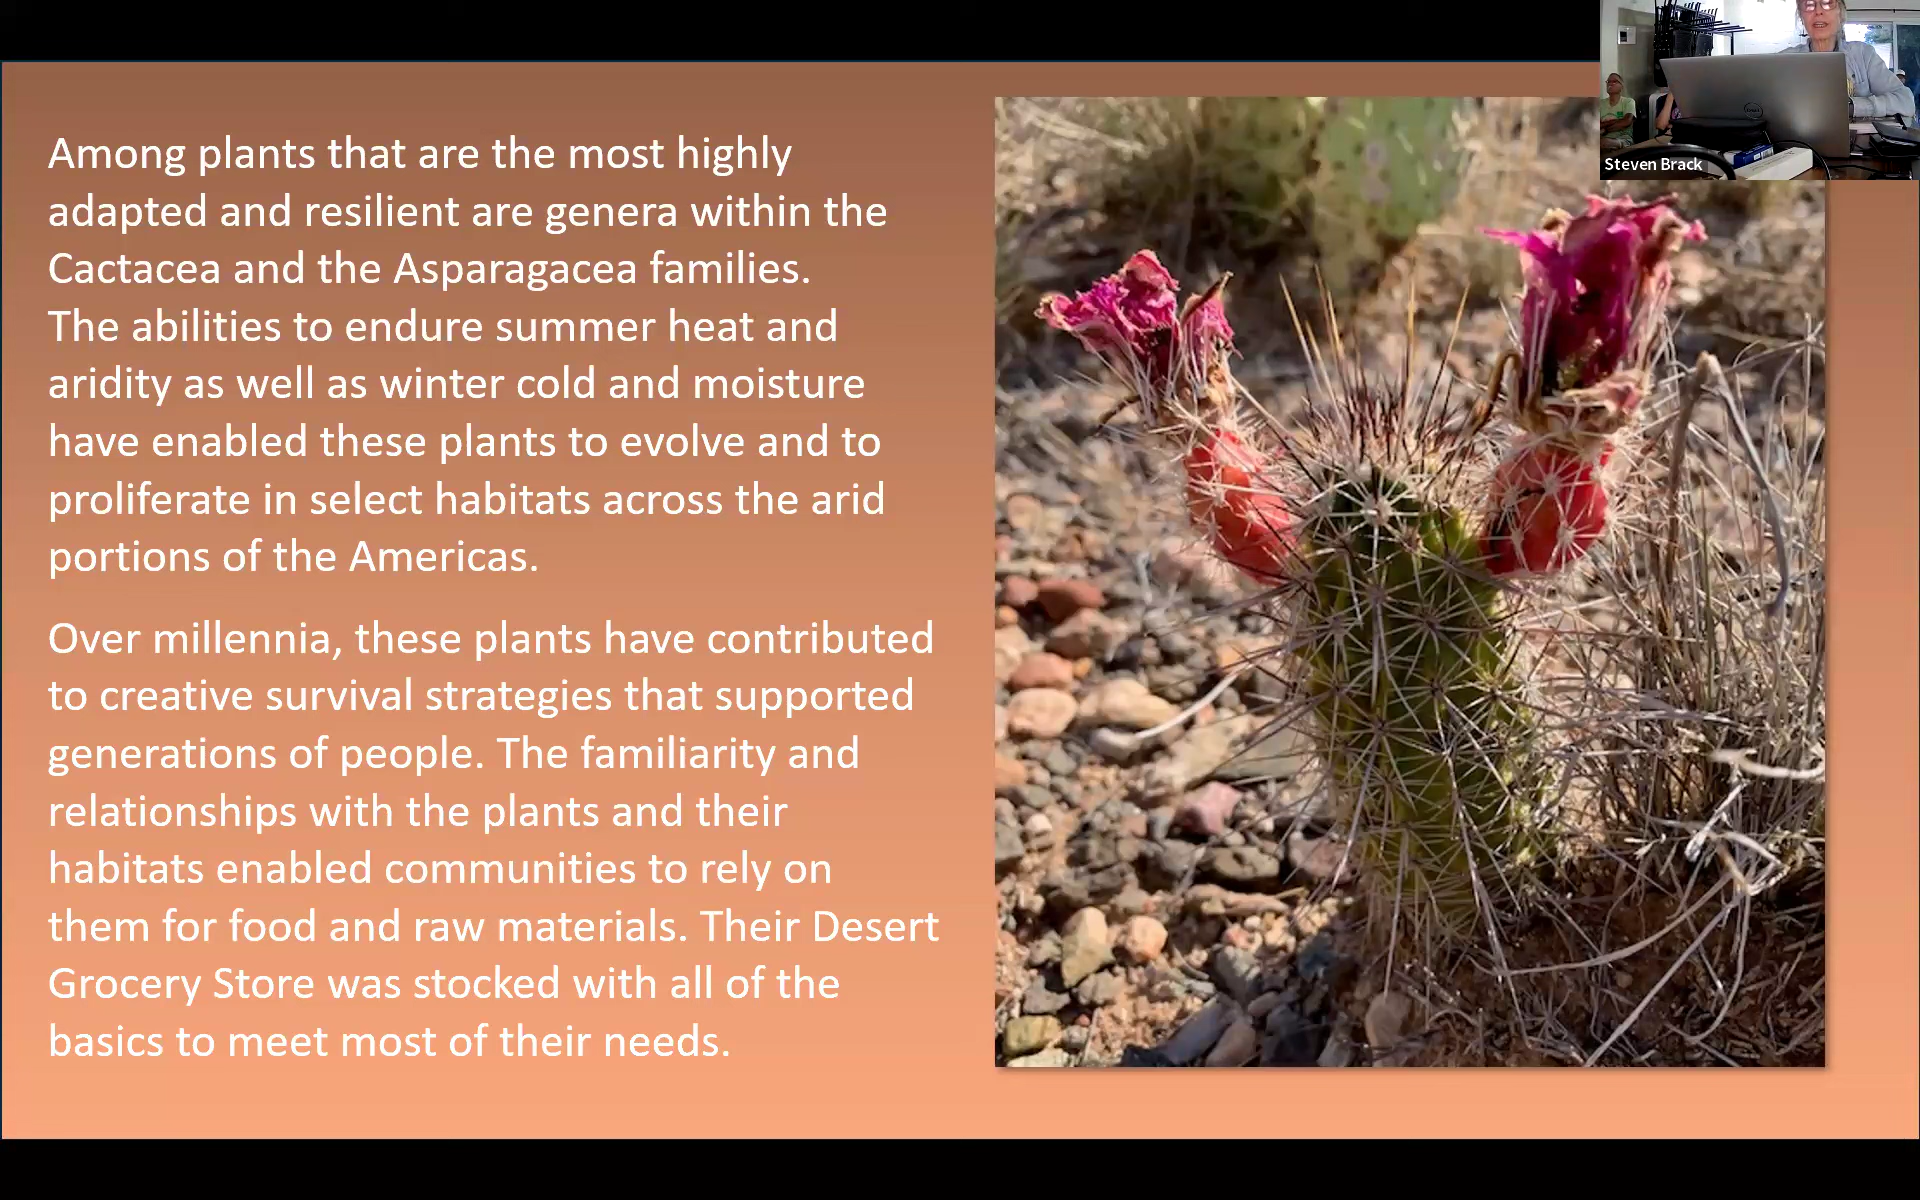 Among plants that are the most highly
adapted and resilient are genera within the
Cactacea and the Asparagacea families.
The abilities to endure summer heat and
aridity as well as winter cold and moisture
have enabled these plants to evolve and to
proliferate in select habitats across the arid
portions of the Americas.
Over millennia, these plants have contributed
to creative survival strategies that supported
generations of people. The familiarity and
relationships with the plants and their
habitats enabled communities to rely on
them for food and raw materials. Their Desert
Grocery Store was stocked with all of the
basics to meet most of their needs.
Steven Brack